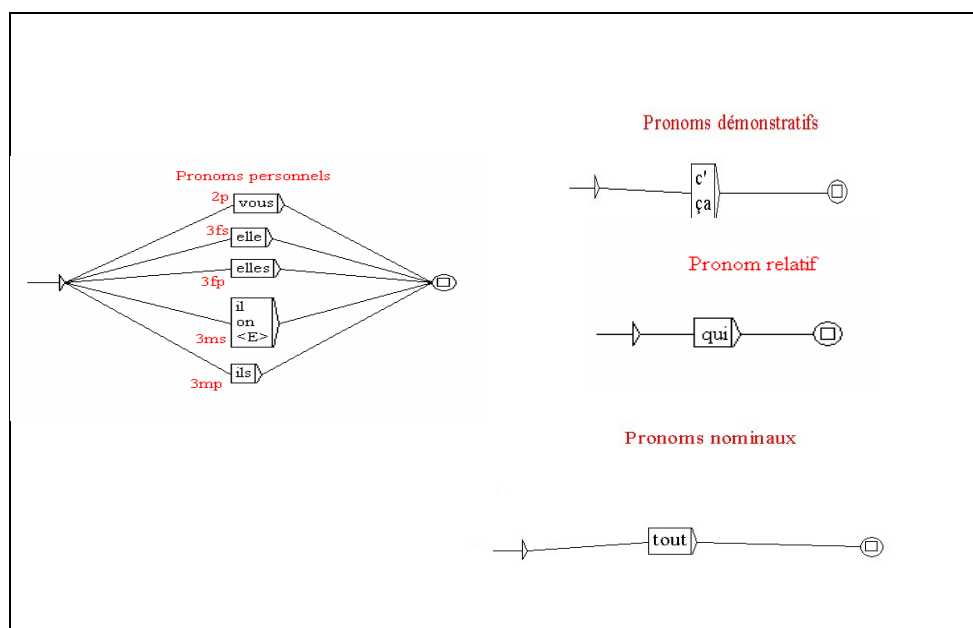 Pronoms personnels
2p
vous
3fs
elle
elles
3fp
il
on
<E>
3ms
ils
3mp
Pronoms démonstratifs
c'
ça
Pronom relatif
qui
Pronoms nominaux
tout